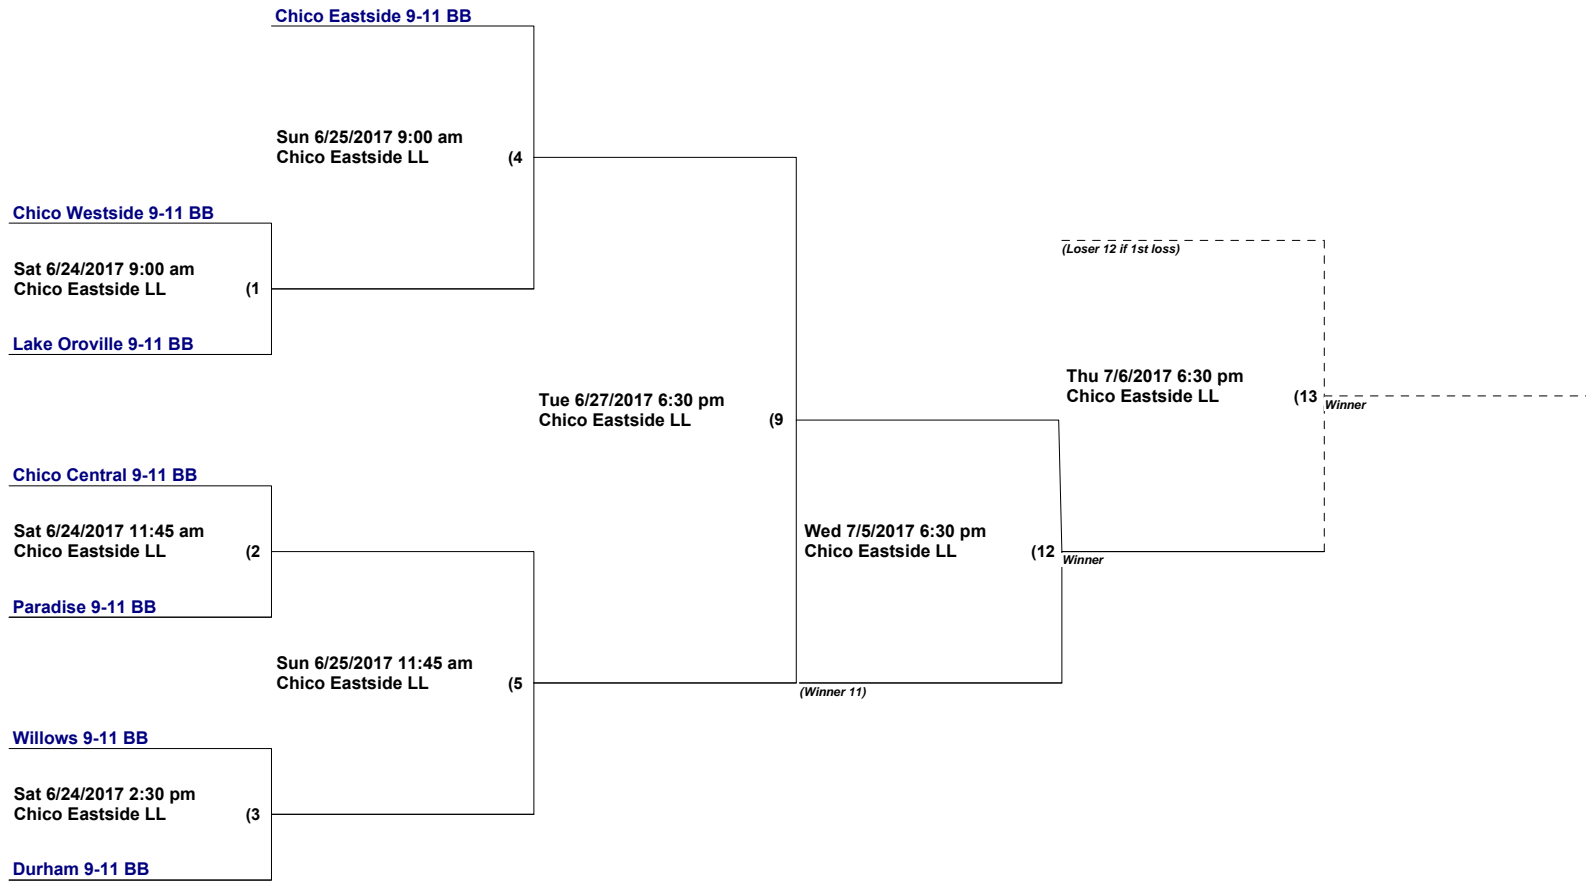 Chico Eastside 9-11 BB
Sun 6/25/2017 9:00 am
Chico Eastside LL (4
Chico Westside 9-11 BB
Sat 6/24/2017 9:00 am
Chico Eastside LL (1
Lake Oroville 9-11 BB
(Loser 12 if 1st loss)
Thu 7/6/2017 6:30 pm
Chico Eastside LL (13
Winner
Tue 6/27/2017 6:30 pm
Chico Eastside LL (9
Chico Central 9-11 BB
Sat 6/24/2017 11:45 am
Chico Eastside LL (2
Paradise 9-11 BB
Wed 7/5/2017 6:30 pm
Chico Eastside LL (12
Winner
Sun 6/25/2017 11:45 am
Chico Eastside LL (5
(Winner 11)
Willows 9-11 BB
Sat 6/24/2017 2:30 pm
Chico Eastside LL (3
Durham 9-11 BB